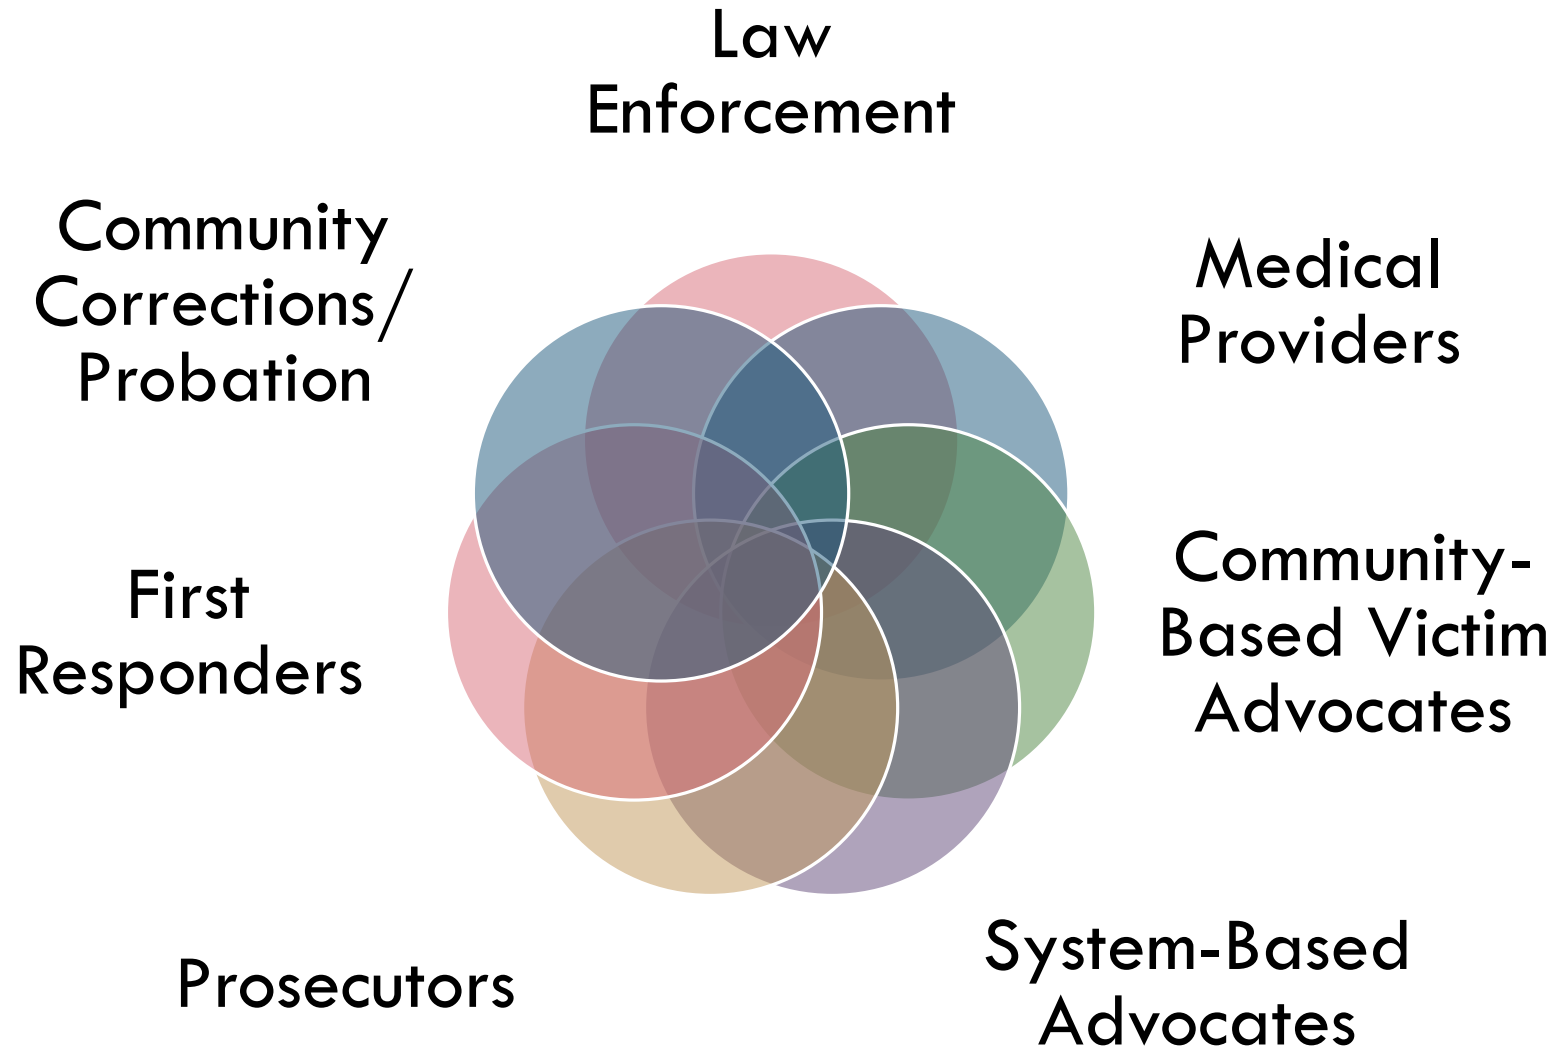 Law
Enforcement
Medical
Providers
Community-
Based Victim
Advocates
System-Based
Advocates
Prosecutors
First
Responders
Community
Corrections/
Probation